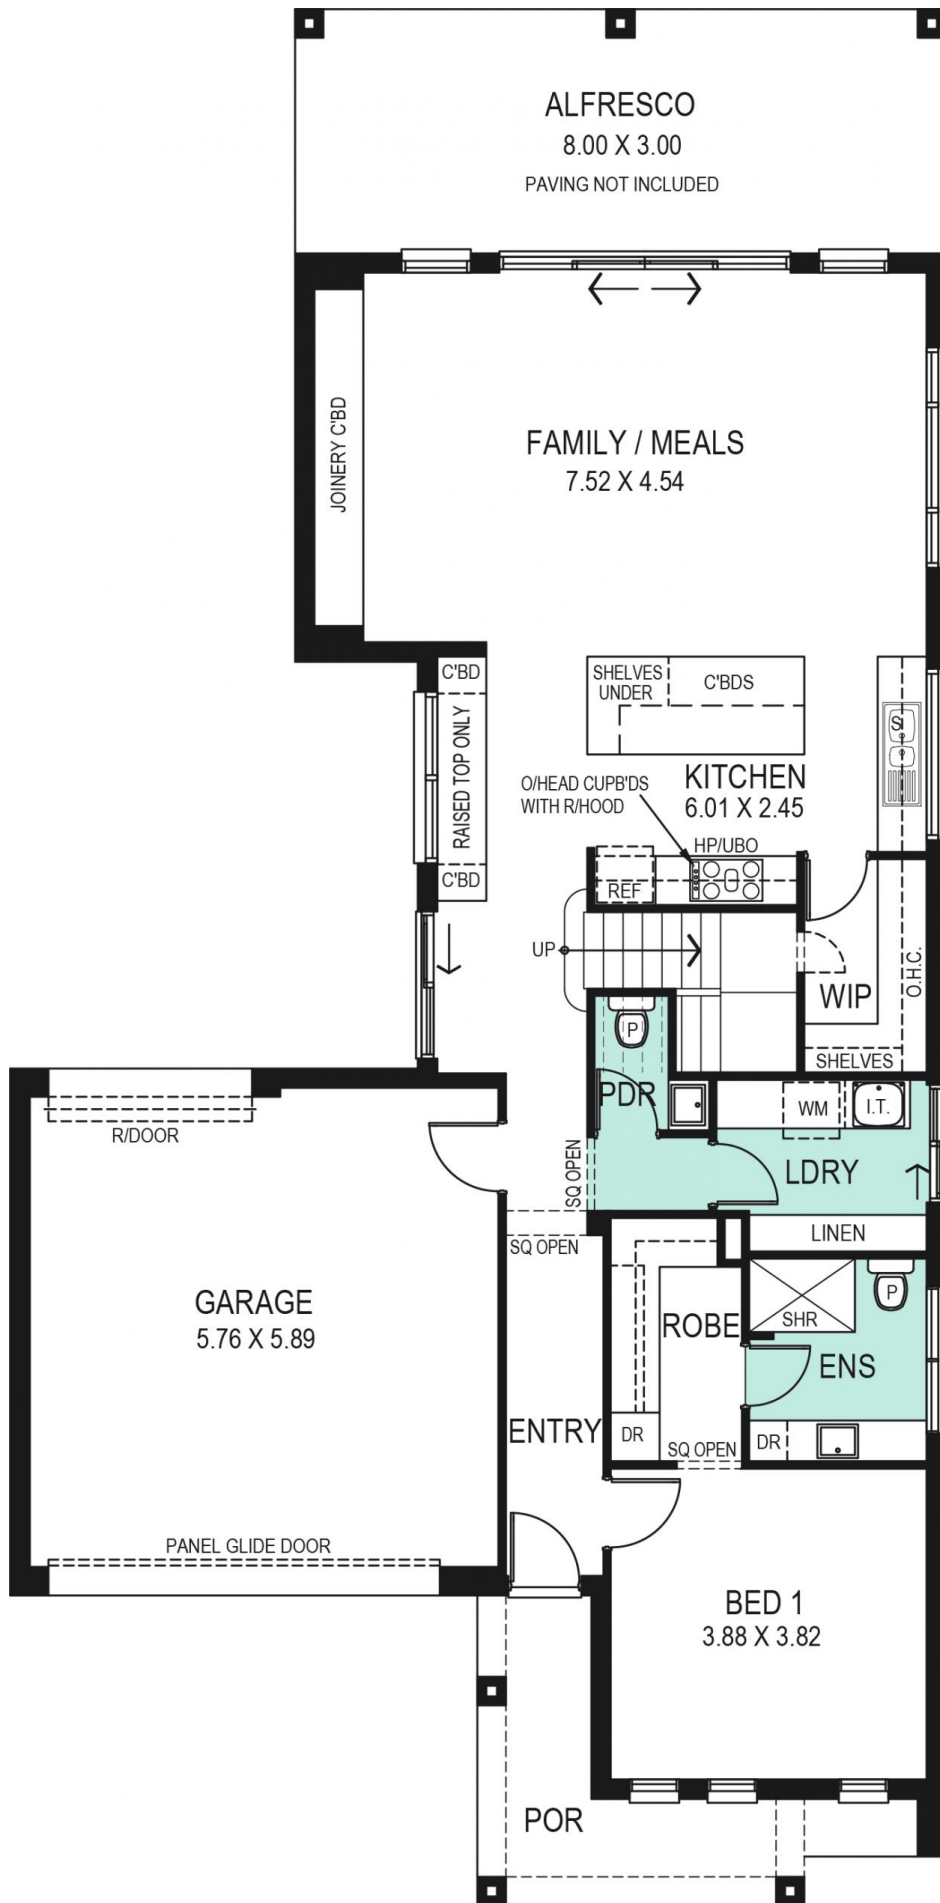 ALFRESCO
8.00 X 3.00
PAVING NOT INCLUDED
JOINERY C'BD
FAMILY / MEALS
7.52 X 4.54
C'BD
RAISED TOP ONLY
C'BD
SHELVES
UNDER
C'BDS
S
KITCHEN
6.01 X 2.45
O/HEAD CUPB'DS
WITH R/HOOD
HP/UBO
REF
UP
WIP
O.H.C.
SHELVES
P
PDR
WM
I.T.
R/DOOR
SQ OPEN
LDRY
SQ OPEN
LINEN
GARAGE
5.76 X 5.89
ROBE
SHR
P
ENS
ENTRY
DR
SQ OPEN
DR
PANEL GLIDE DOOR
BED 1
3.88 X 3.82
POR